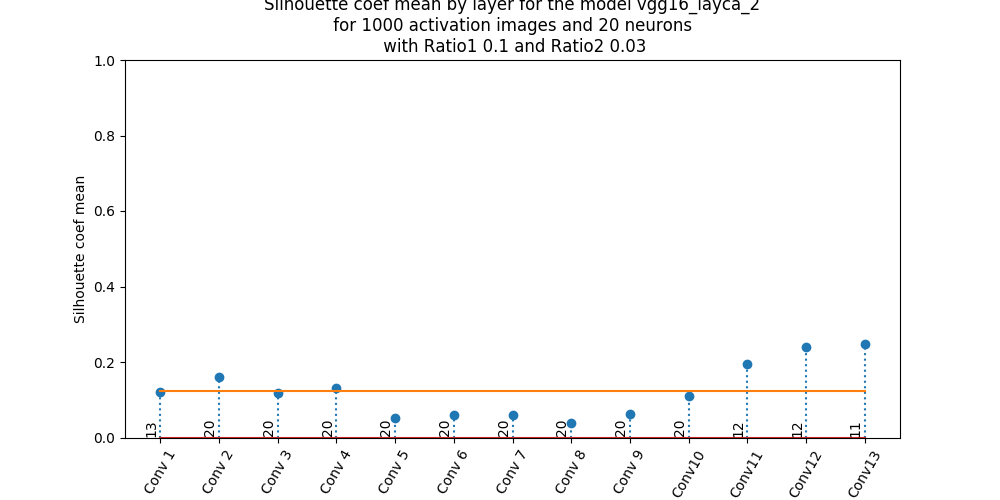 Silhouette coef mean by layer for the model vgg16_layca_2
for 1000 activation images and 20 neurons
with Ratio1 0.1 and Ratio2 0.03
1.0
0.8
0.6
0.4
0.2
0.0
Silhouette coef mean
13
20
20
20
20
20
20
20
20
20
12
12
11
Conv 1
Conv 2
Conv 3
Conv 4
Conv 5
Conv 6
Conv 7
Conv 8
Conv 9
Conv10
Conv11
Conv12
Conv13